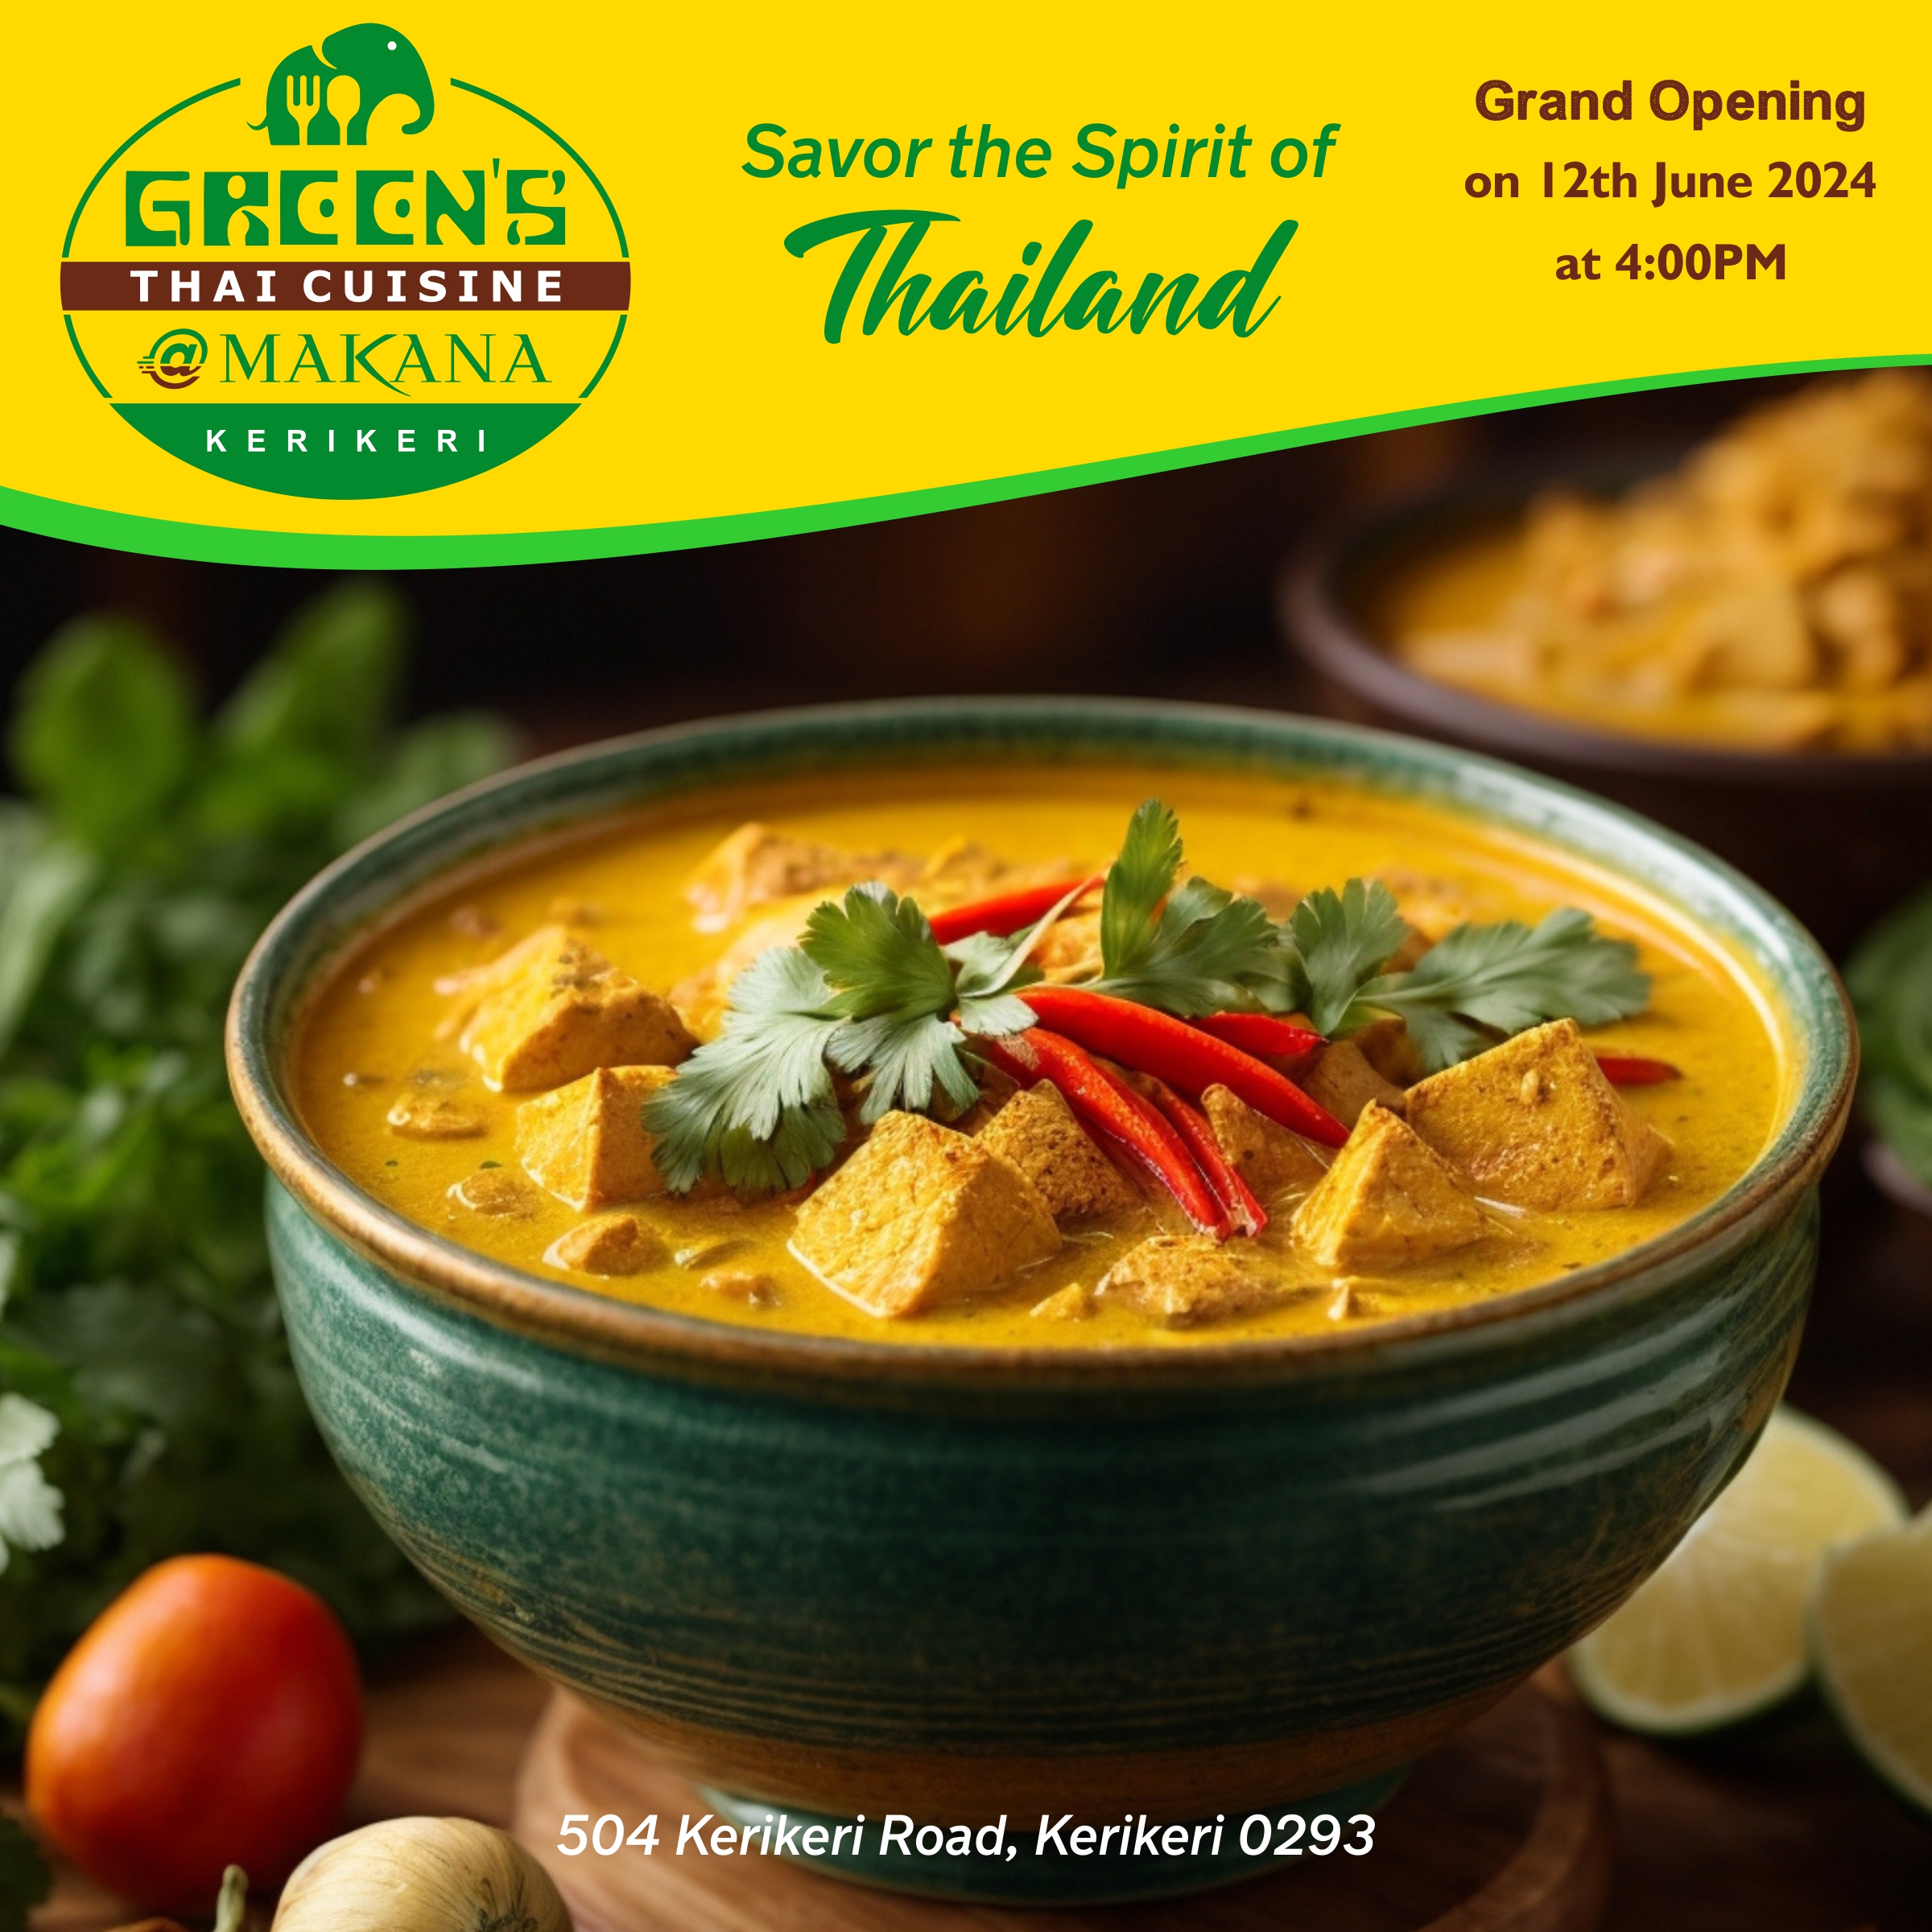 GREEN'S
THAI CUISINE
@MAKANA
KERIKERI
Savor the Spirit of
Thailand
Grand Opening
on 12th June 2024
at 4:00PM
504 Kerikeri Road, Kerikeri 0293